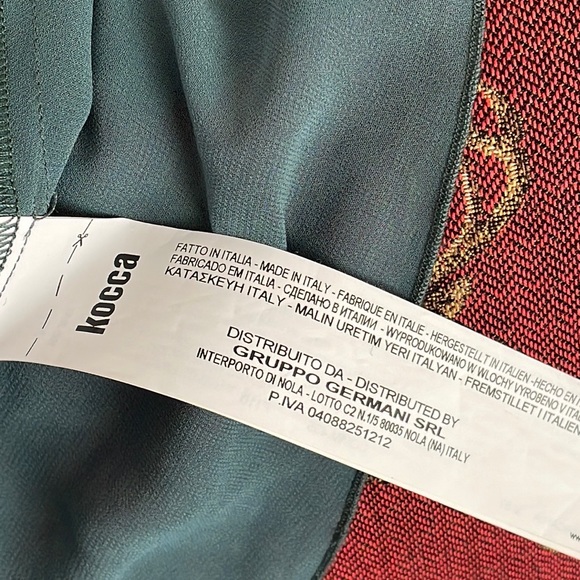 kocca
FATTO IN ITALIA - MADE IN ITALY - FABRIQUE EN ITALIE - HERGESTELLT IN ITALIEN - HECHO EN
FABRICADO EM ITALIA - СДЕЛАНО В ИТАЛИИ - WYPRODUKOWANO W WŁOCHY VYROBENO V ITALII
ΚΑΤΑΣΚΕΥΗ ITALY - MALIN URETIM YERI ITALYAN - FREMSTILLET I ITALIEN
DISTRIBUITO DA - DISTRIBUTED BY
GRUPPO GERMANI SRL
INTERPORTO DI NOLA - LOTTO C2 N.1/5 80035 NOLA (NA) ITALY
P.IVA 04088251212